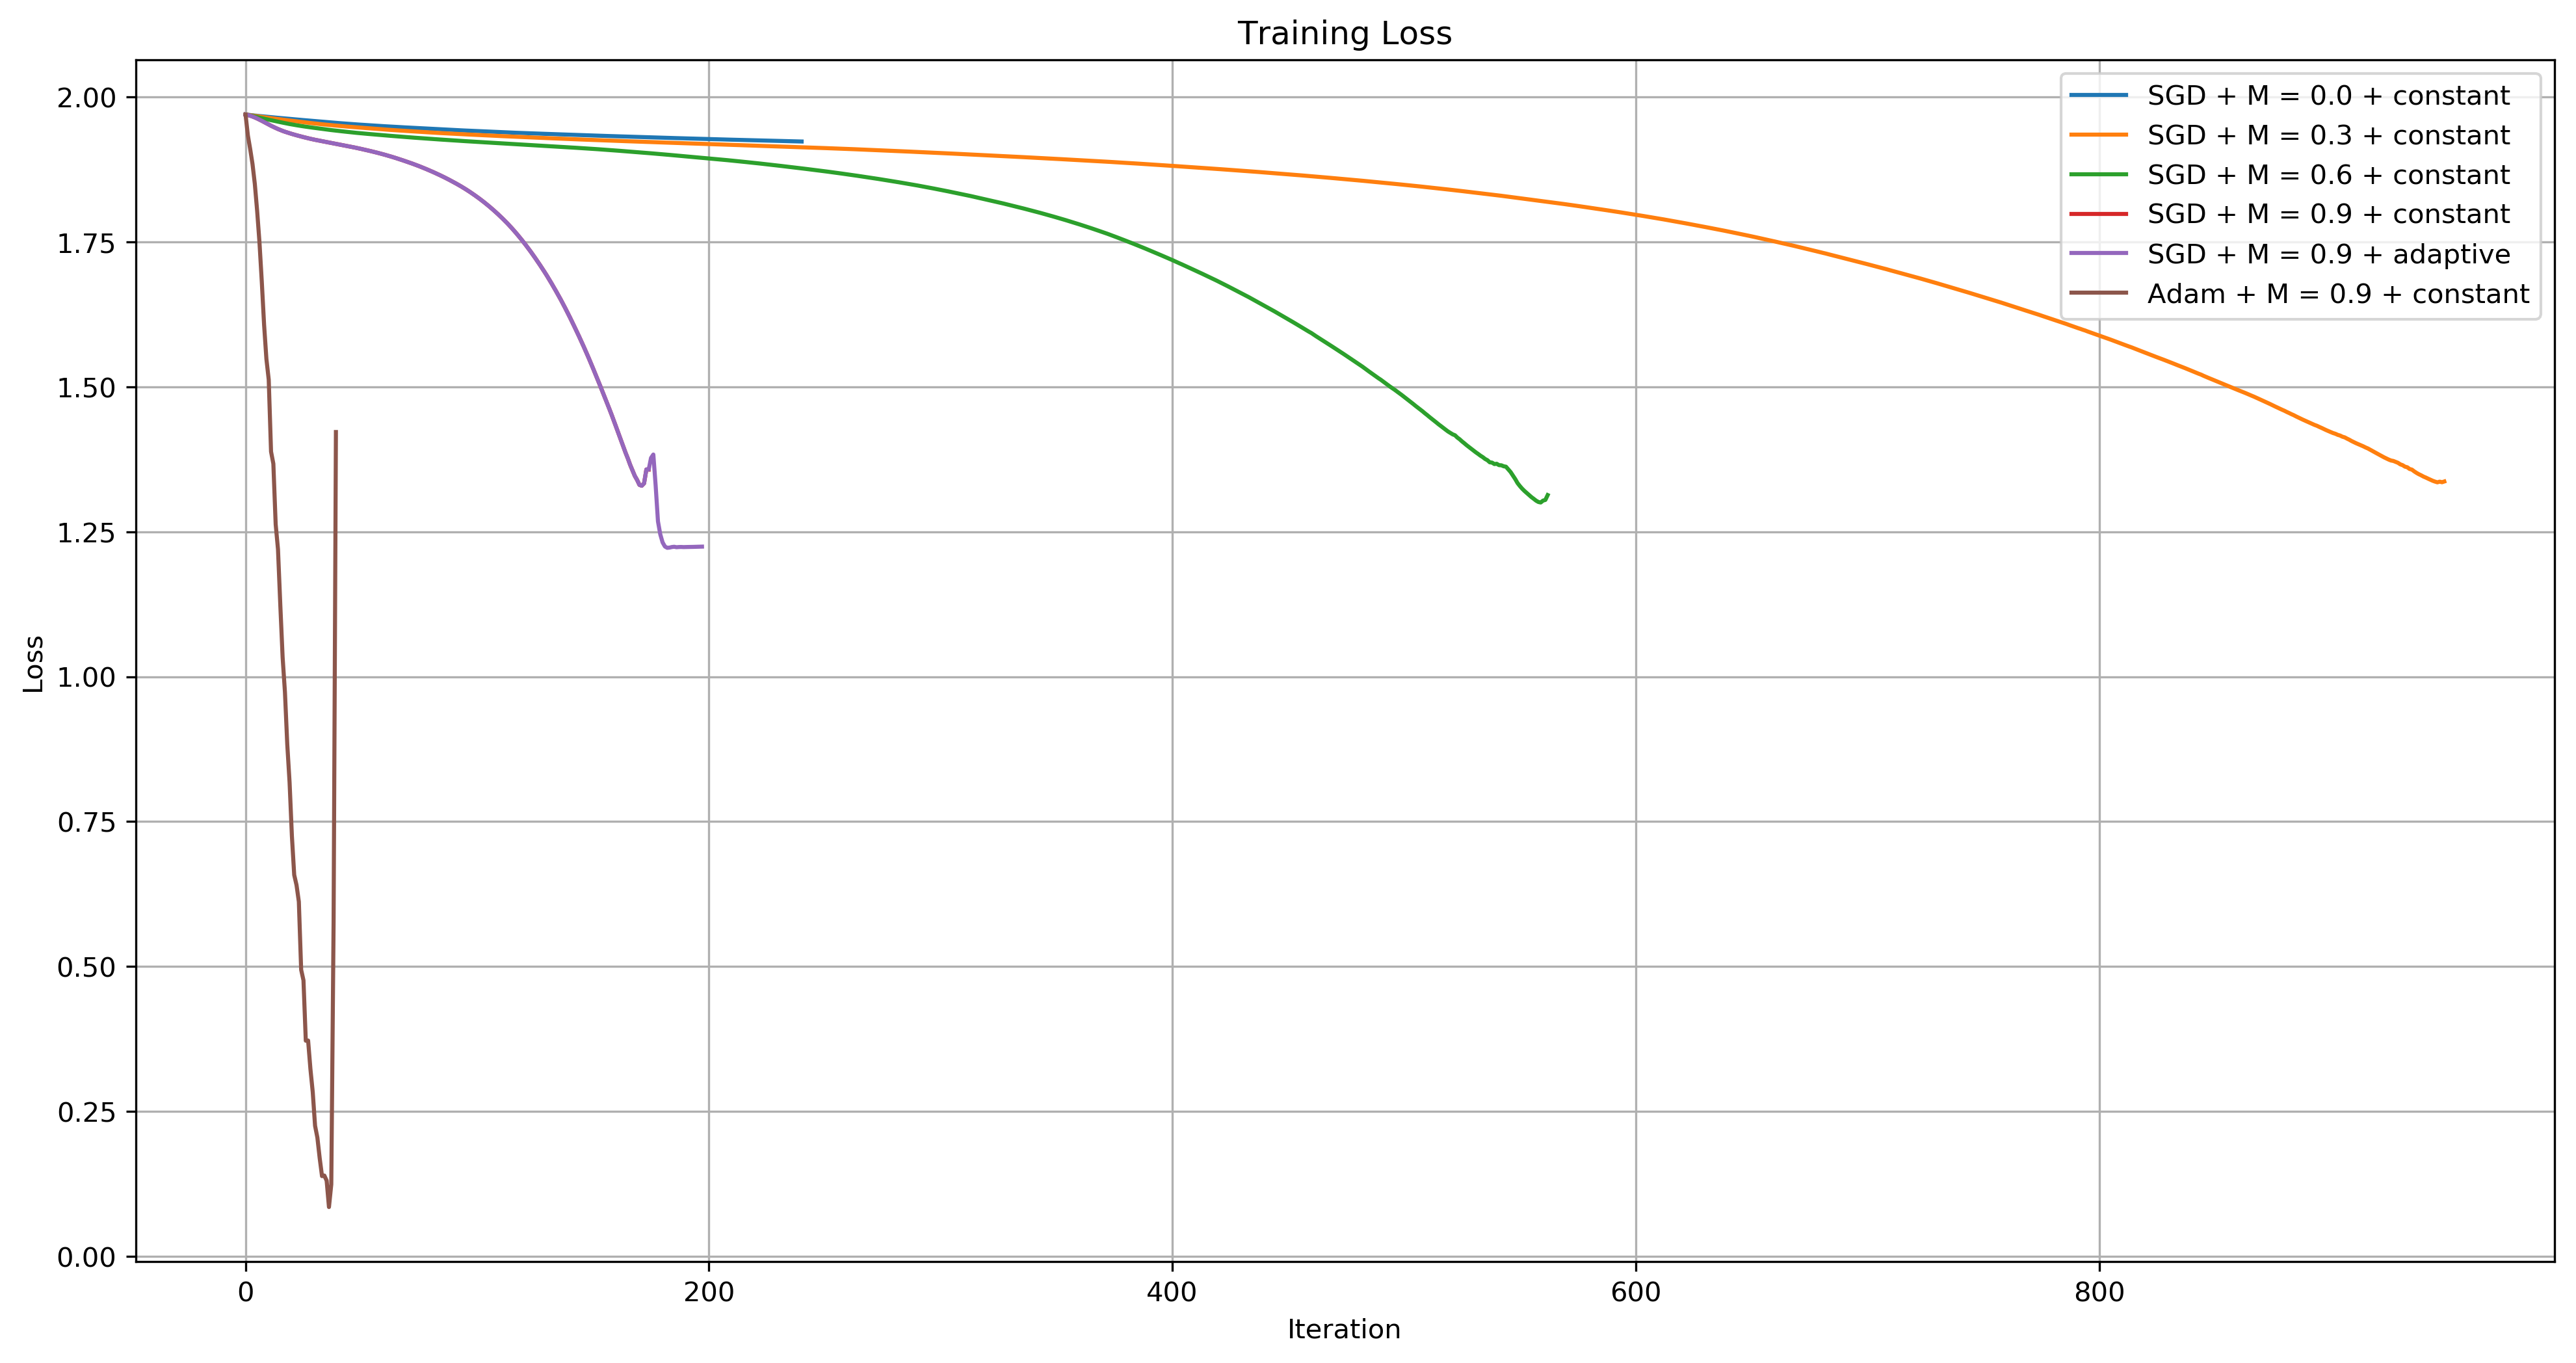 Training Loss
2.00
1.75
1.50
1.25
1.00
0.75
0.50
0.25
0.00
Loss
SGD + M = 0.0 + constant
SGD + M = 0.3 + constant
SGD + M = 0.6 + constant
SGD + M = 0.9 + constant
SGD + M = 0.9 + adaptive
Adam + M = 0.9 + constant
0
200
400
600
800
Iteration